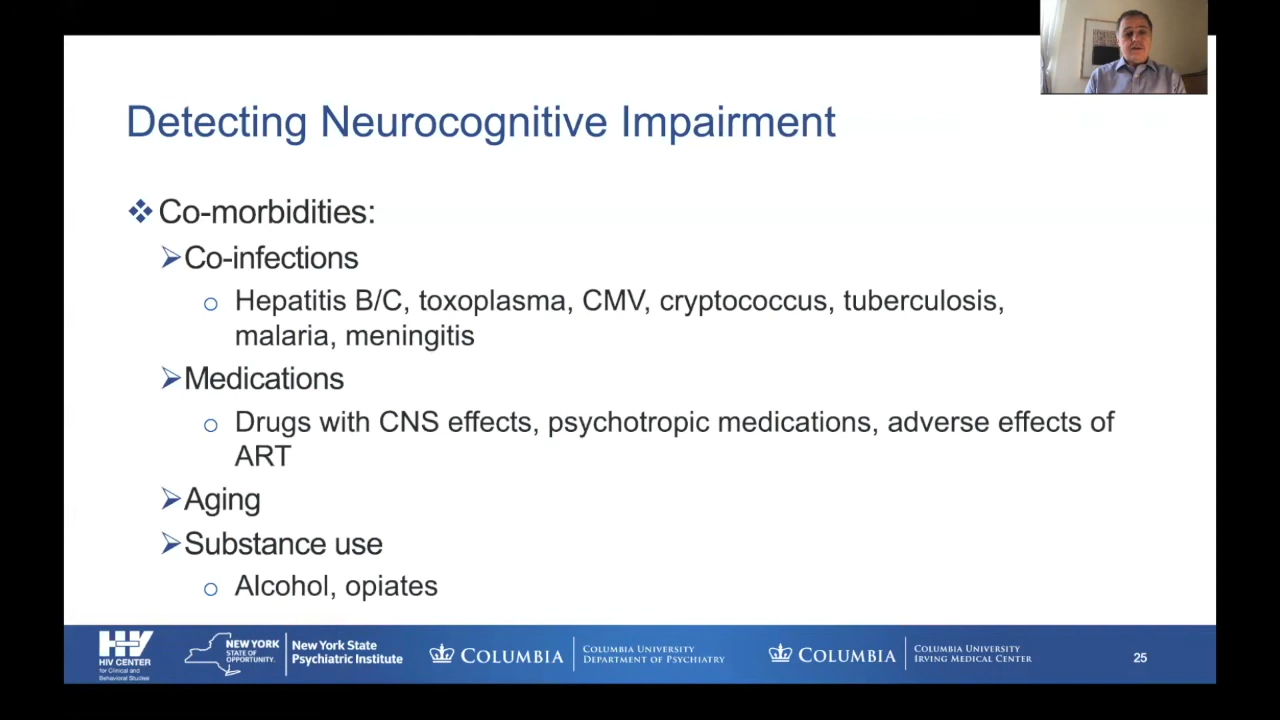 Detecting Neurocognitive Impairment
Co-morbidities:
Co-infections
Hepatitis B/C, toxoplasma, CMV, cryptococcus, tuberculosis,
malaria, meningitis
Medications
Drugs with CNS effects, psychotropic medications, adverse effects of
ART
Aging
Substance use
Alcohol, opiates
HIV CENTER
for Clinical and
Behavioral Studies
NEW YORK
STATE OF
OPPORTUNITY.
New York State
Psychiatric Institute
COLUMBIA
COLUMBIA UNIVERSITY
DEPARTMENT OF PSYCHIATRY
COLUMBIA
COLUMBIA UNIVERSITY
IRVING MEDICAL CENTER
25